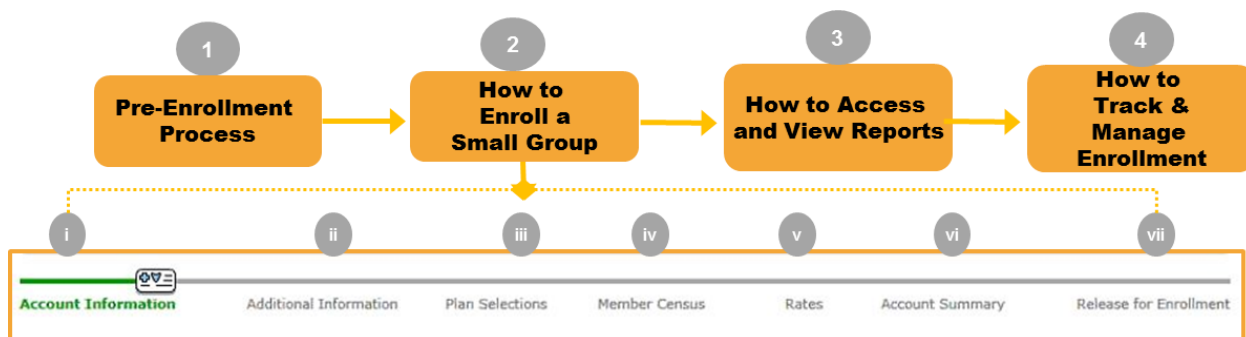 1
2
3
4
Pre-Enrollment
Process
How to
Enroll a
Small Group
How to Access
and View Reports
How to
Track &
Manage
Enrollment
i
ii
iii
iv
v
vi
vii
Account Information
Additional Information
Plan Selections
Member Census
Rates
Account Summary
Release for Enrollment